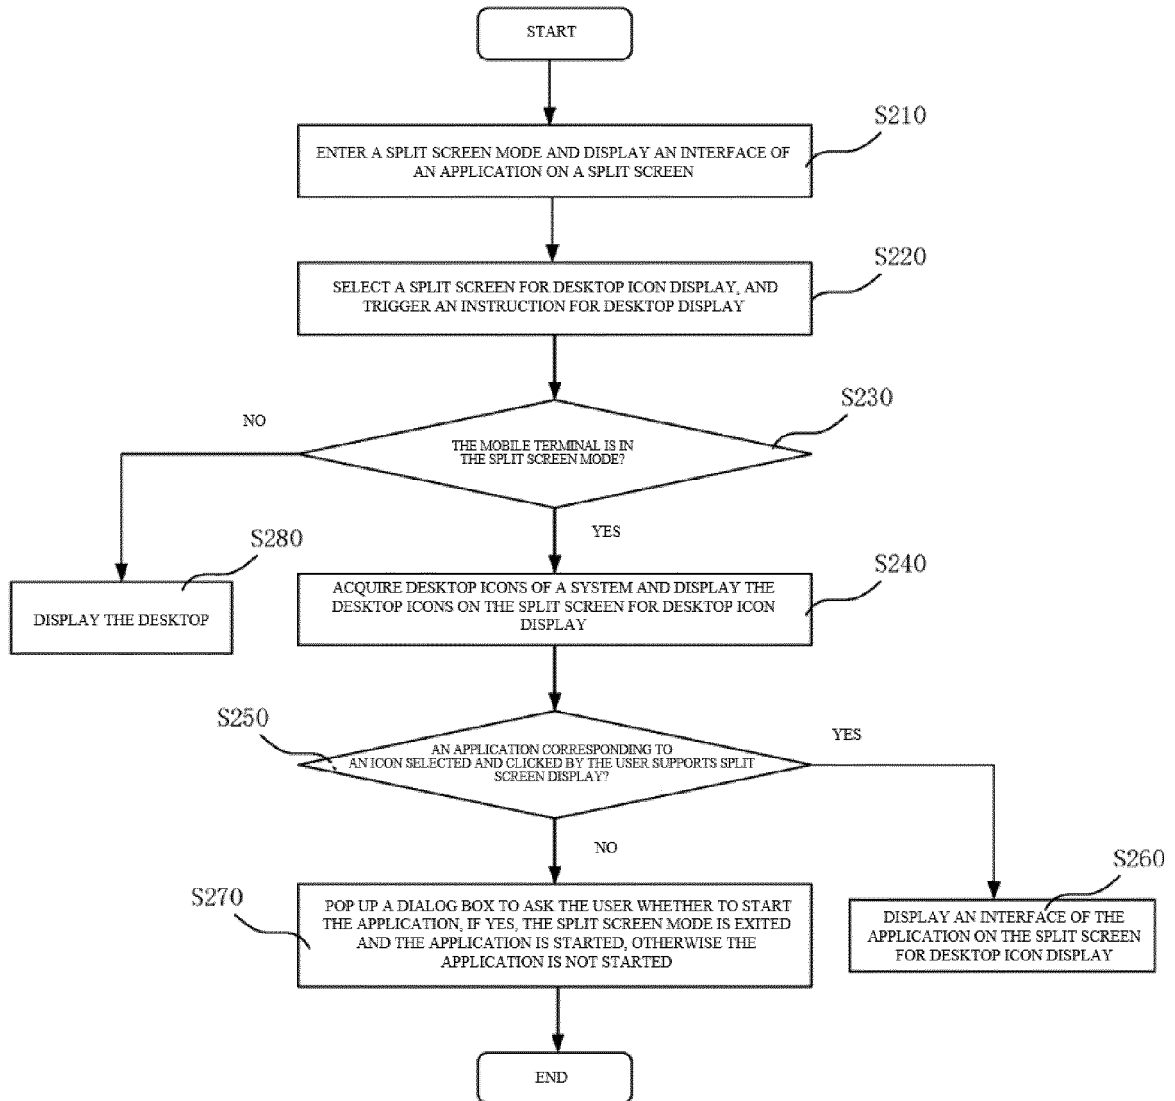 START
S210
ENTER A SPLIT SCREEN MODE AND DISPLAY AN INTERFACE OF
AN APPLICATION ON A SPLIT SCREEN
S220
SELECT A SPLIT SCREEN FOR DESKTOP ICON DISPLAY, AND
TRIGGER AN INSTRUCTION FOR DESKTOP DISPLAY
S230
NO
THE MOBILE TERMINAL IS IN
THE SPLIT SCREEN MODE?
YES
S280
DISPLAY THE DESKTOP
S240
ACQUIRE DESKTOP ICONS OF A SYSTEM AND DISPLAY THE
DESKTOP ICONS ON THE SPLIT SCREEN FOR DESKTOP ICON
DISPLAY
S250
YES
AN APPLICATION CORRESPONDING TO
AN ICON SELECTED AND CLICKED BY THE USER SUPPORTS SPLIT
SCREEN DISPLAY?
NO
S260
DISPLAY AN INTERFACE OF THE
APPLICATION ON THE SPLIT SCREEN
FOR DESKTOP ICON DISPLAY
S270
POP UP A DIALOG BOX TO ASK THE USER WHETHER TO START
THE APPLICATION, IF YES, THE SPLIT SCREEN MODE IS EXITED
AND THE APPLICATION IS STARTED, OTHERWISE THE
APPLICATION IS NOT STARTED
END